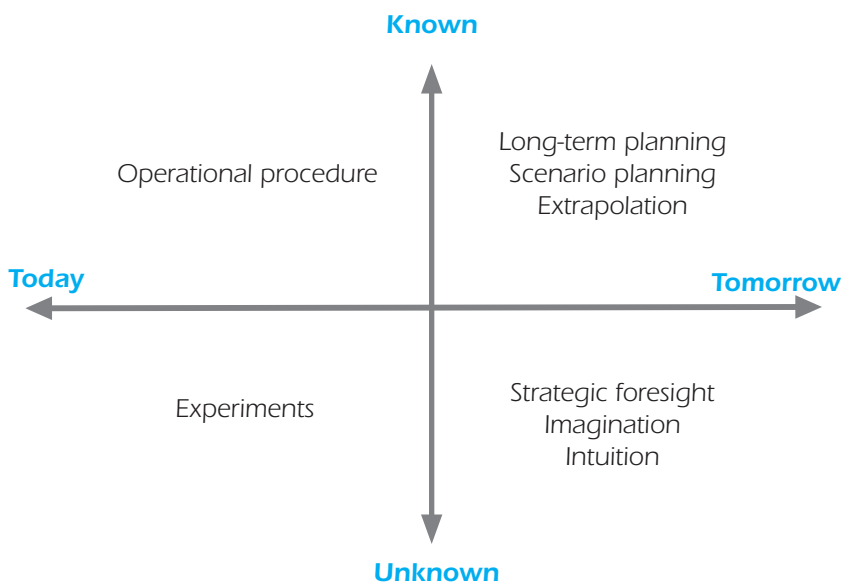 Known
Operational procedure
Long-term planning
Scenario planning
Extrapolation
Today
Tomorrow
Experiments
Strategic foresight
Imagination
Intuition
Unknown